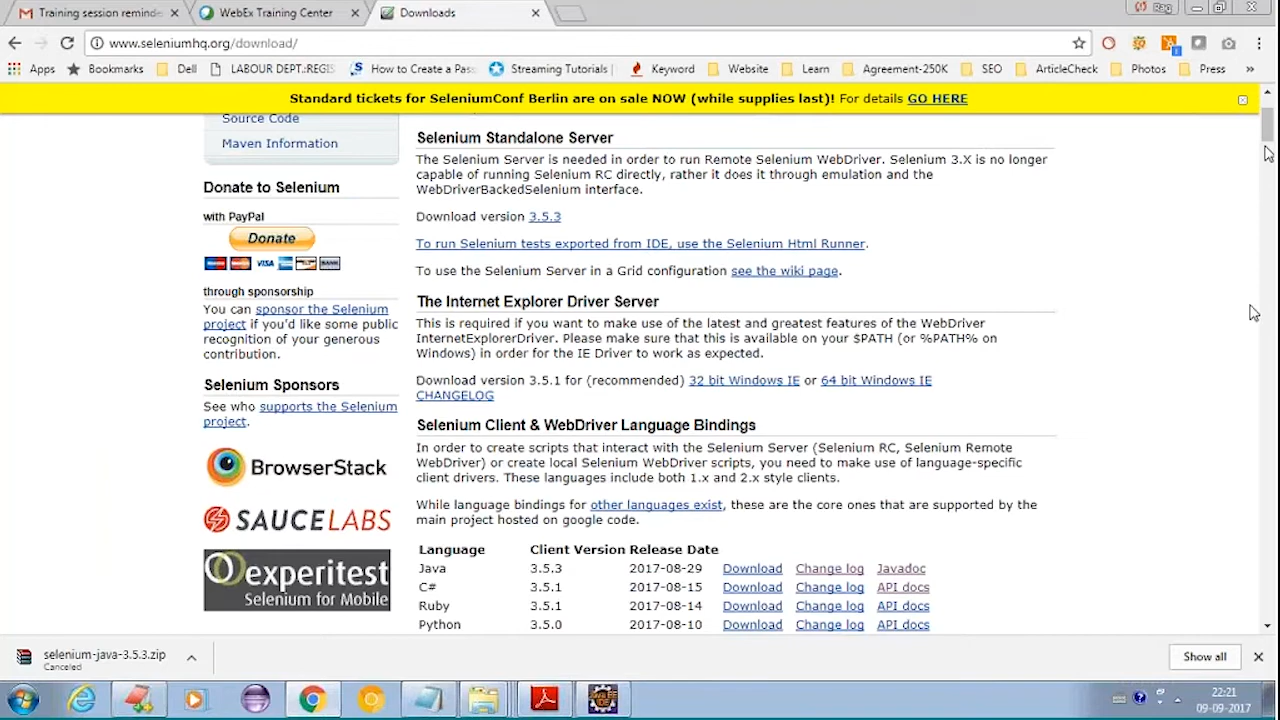 Training session reminde
WebEx Training Center
Downloads
www.seleniumhq.org/download/
Apps
Bookmarks
Dell
LABOUR DEPT.:REGIS
How to Create a Pass
Streaming Tutorials |
Keyword
Website
Learn
Agreement-250K
SEO
ArticleCheck
Photos
Press
»
Standard tickets for SeleniumConf Berlin are on sale NOW (while supplies last)! For details GO HERE
Source Code
Maven Information
Donate to Selenium
with PayPal
Donate
VISA
through sponsorship
You can sponsor the Selenium
project if you'd like some public
recognition of your generous
contribution.
Selenium Sponsors
See who supports the Selenium
project.
BrowserStack
SAUCELABS
experitest
Selenium for Mobile
Selenium Standalone Server
The Selenium Server is needed in order to run Remote Selenium WebDriver. Selenium 3.X is no longer
capable of running Selenium RC directly, rather it does it through emulation and the
WebDriverBackedSelenium interface.
Download version 3.5.3
To run Selenium tests exported from IDE, use the Selenium Html Runner.
To use the Selenium Server in a Grid configuration see the wiki page.
The Internet Explorer Driver Server
This is required if you want to make use of the latest and greatest features of the WebDriver
InternetExplorerDriver. Please make sure that this is available on your $PATH (or %PATH% on
Windows) in order for the IE Driver to work as expected.
Download version 3.5.1 for (recommended) 32 bit Windows IE or 64 bit Windows IE
CHANGELOG
Selenium Client & WebDriver Language Bindings
In order to create scripts that interact with the Selenium Server (Selenium RC, Selenium Remote
WebDriver) or create local Selenium WebDriver scripts, you need to make use of language-specific
client drivers. These languages include both 1.x and 2.x style clients.
While language bindings for other languages exist, these are the core ones that are supported by the
main project hosted on google code.
Language Client Version Release Date
Java 3.5.3 2017-08-29 Download Change log Javadoc
C# 3.5.1 2017-08-15 Download Change log API docs
Ruby 3.5.1 2017-08-14 Download Change log API docs
Python 3.5.0 2017-08-10 Download Change log API docs
selenium-java-3.5.3.zip
Canceled
Show all
22:21
09-09-2017